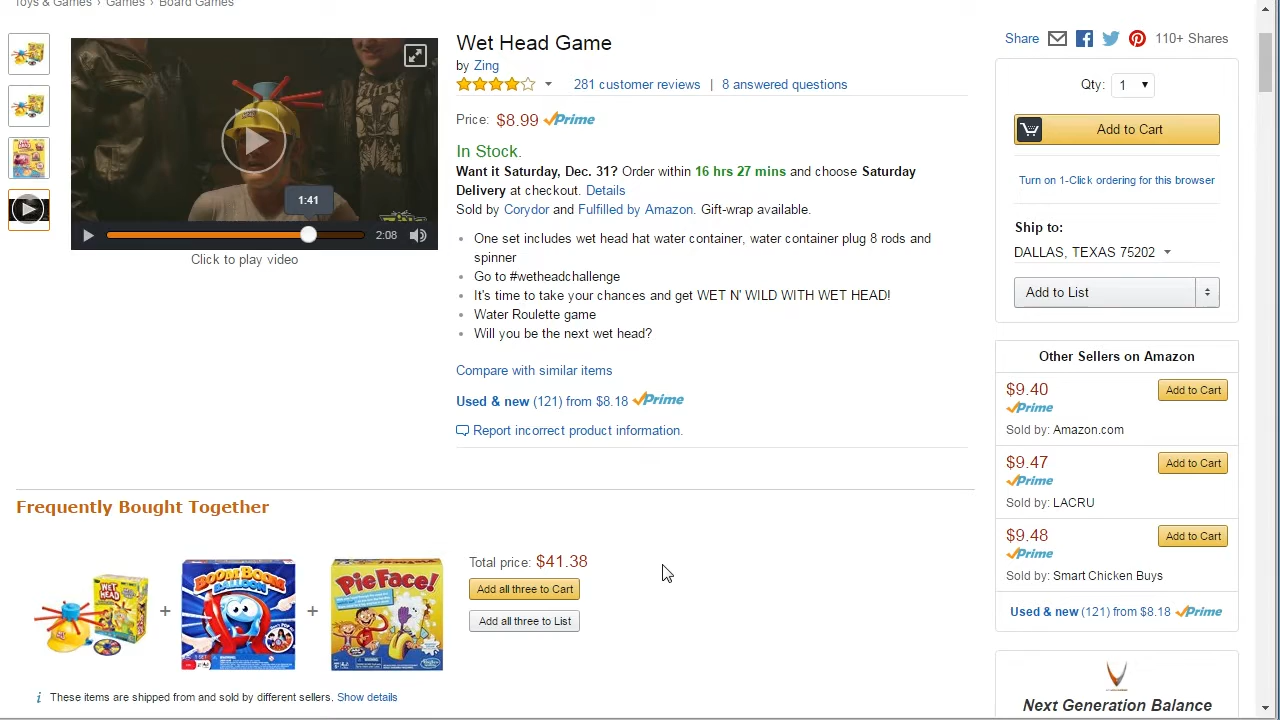 Toys & Games › Games › Board Games
Wet Head Game
by Zing
281 customer reviews | 8 answered questions
Price: $8.99 Prime
In Stock.
Want it Saturday, Dec. 31? Order within 16 hrs 27 mins and choose Saturday
Delivery at checkout. Details
Sold by Corydor and Fulfilled by Amazon. Gift-wrap available.
• One set includes wet head hat water container, water container plug 8 rods and
spinner
• Go to #wetheadchallenge
• It's time to take your chances and get WET N' WILD WITH WET HEAD!
• Water Roulette game
• Will you be the next wet head?
Compare with similar items
Used & new (121) from $8.18 Prime
Report incorrect product information.
1:41
2:08
Click to play video
Share 110+ Shares
Qty: 1
Add to Cart
Turn on 1-Click ordering for this browser
Ship to:
DALLAS, TEXAS 75202
Add to List
Other Sellers on Amazon
$9.40 Add to Cart
Prime
Sold by: Amazon.com
$9.47 Add to Cart
Prime
Sold by: LACRU
$9.48 Add to Cart
Prime
Sold by: Smart Chicken Buys
Used & new (121) from $8.18 Prime
Next Generation Balance
Frequently Bought Together
WET HEAD
+
BOOM BOOM
BALLOON
+
Pie Face!
Total price: $41.38
Add all three to Cart
Add all three to List
i These items are shipped from and sold by different sellers. Show details